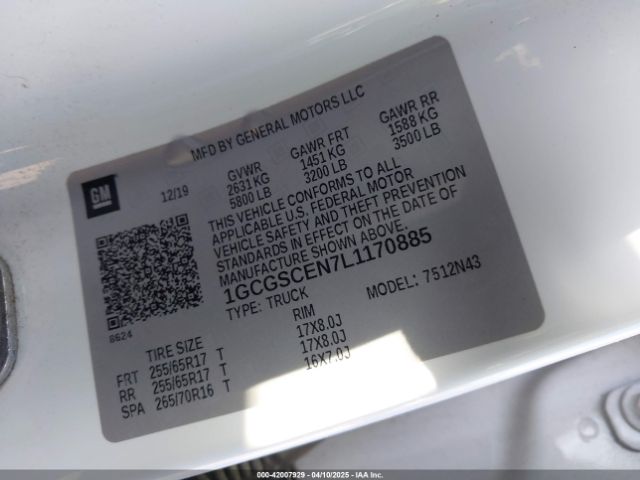 MFD BY GENERAL MOTORS LLC
GM
12/19
GVWR GAWR FRT GAWR RR
2631 KG 1451 KG 1588 KG
5800 LB 3200 LB 3500 LB
THIS VEHICLE CONFORMS TO ALL
APPLICABLE U.S. FEDERAL MOTOR
VEHICLE SAFETY AND THEFT PREVENTION
STANDARDS IN EFFECT ON THE DATE OF
MANUFACTURE SHOWN ABOVE.
1GCGSCEN7L1170885
TYPE: TRUCK MODEL: 7512N43
8624
TIRE SIZE RIM
FRT 255/65R17 T 17X8.0J
RR 255/65R17 T 17X8.0J
SPA 265/70R16 T 16X7.0J
000-42007929 - 04/10/2025 - IAA Inc.